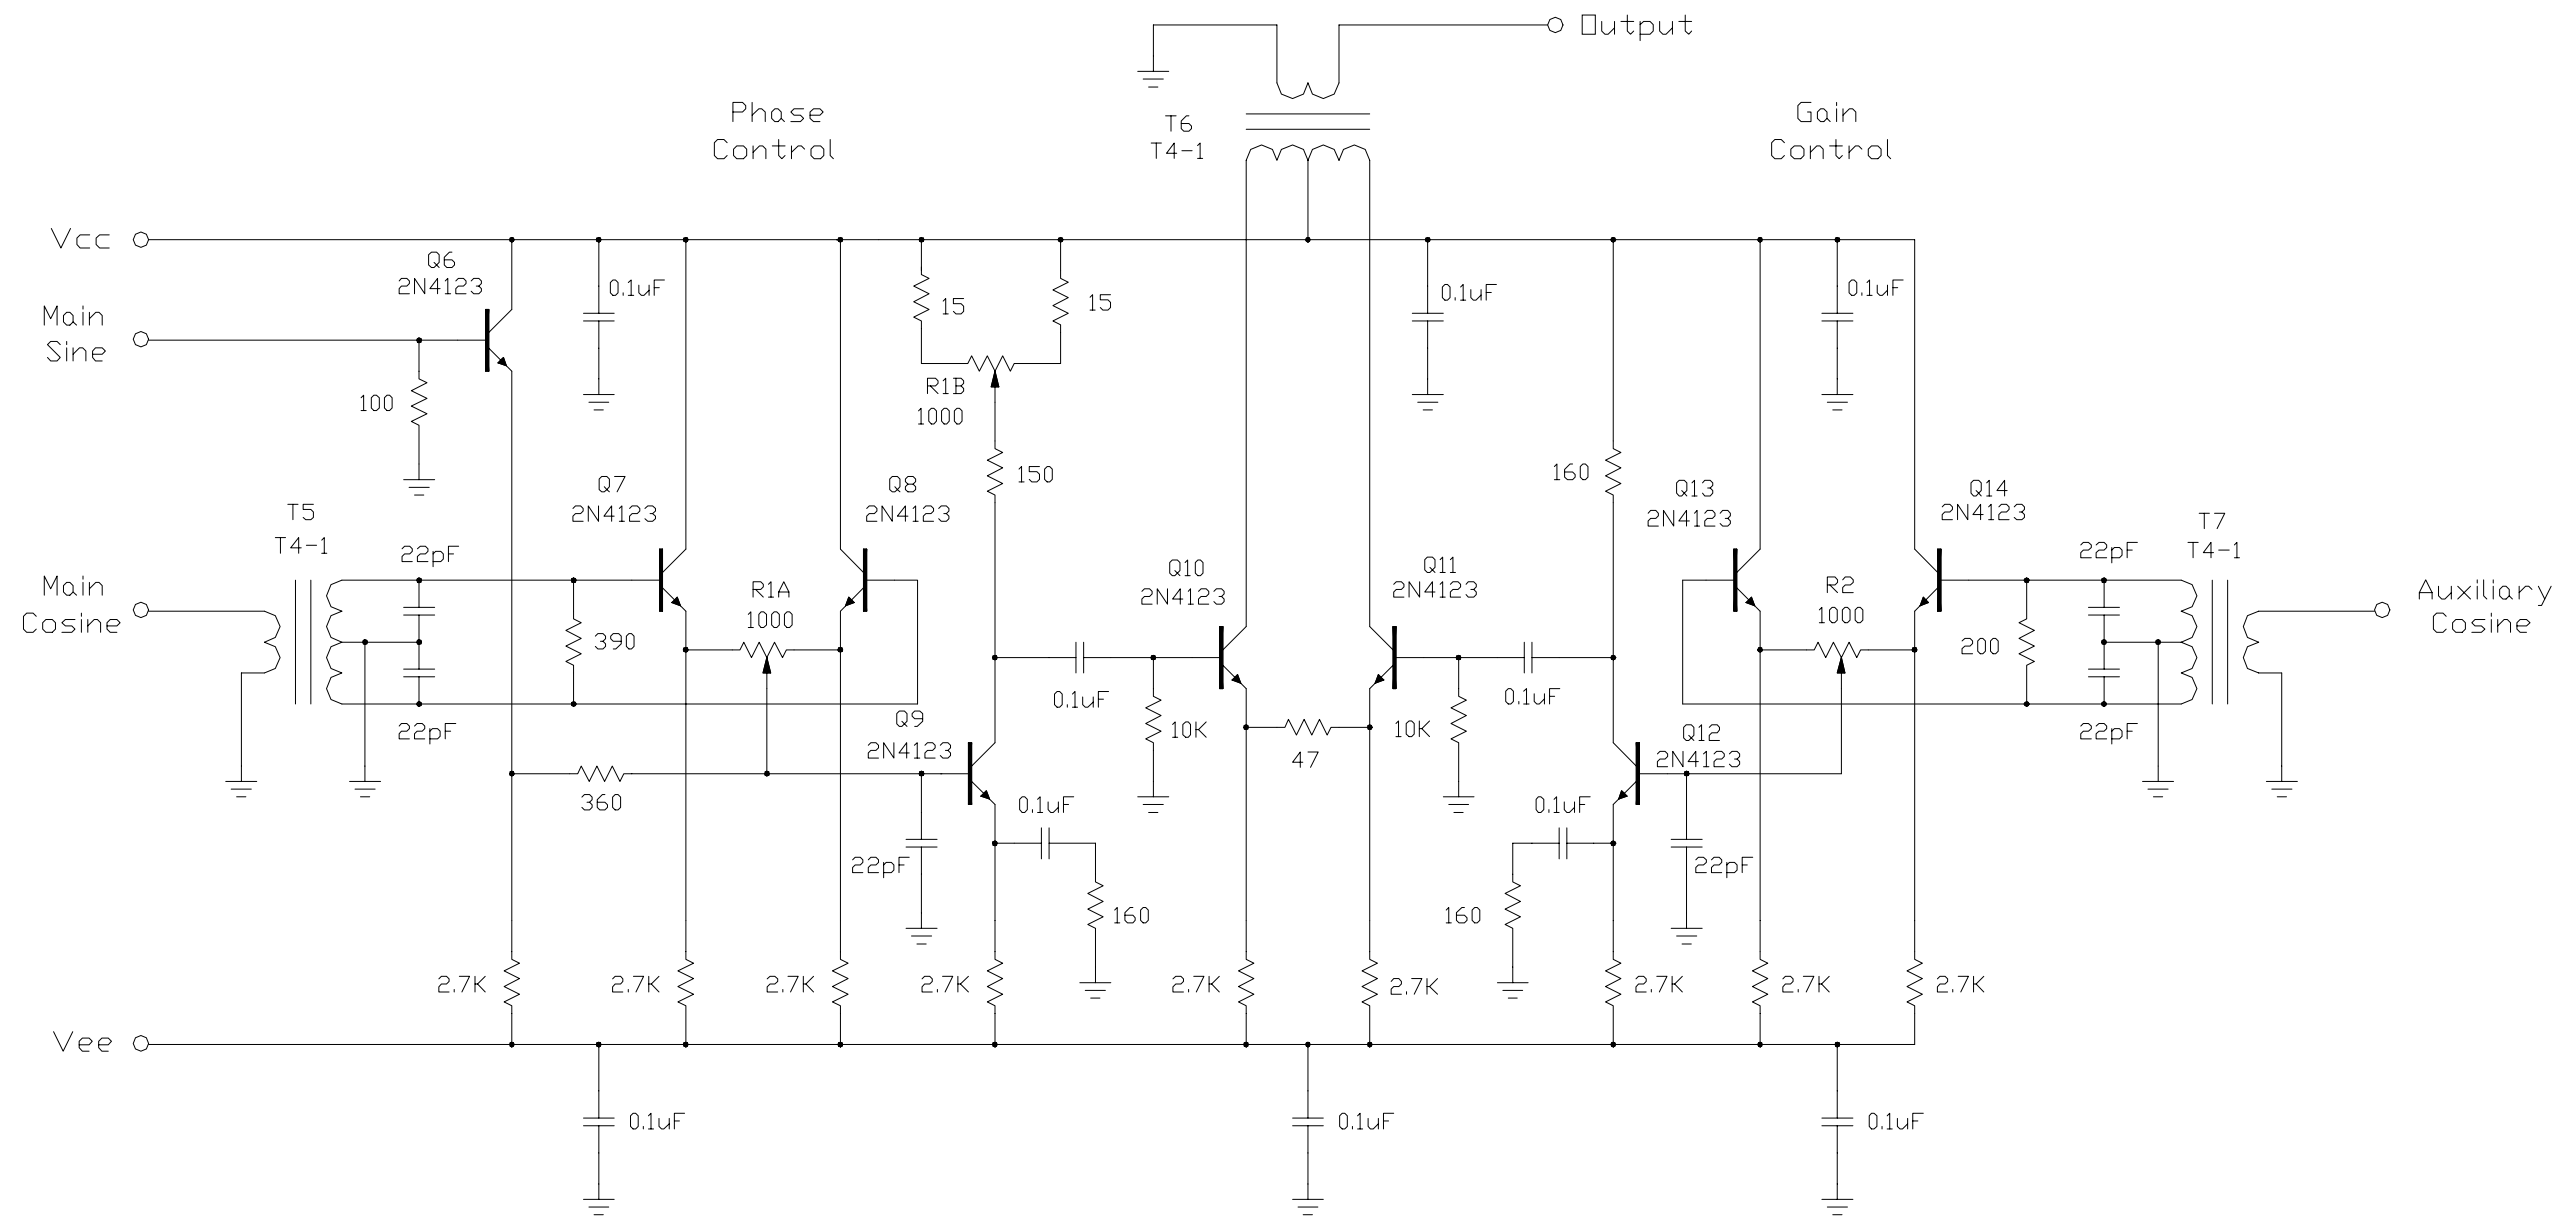 Output
Phase
Control
T6
T4-1
Gain
Control
Vcc
Q6
2N4123
0.1uF
15
15
0.1uF
0.1uF
Main
Sine
100
R1B
1000
150
160
Q7
2N4123
Q8
2N4123
Q13
2N4123
Q14
2N4123
T5
T4-1
22pF
T7
T4-1
22pF
Main
Cosine
R1A
1000
390
Q10
2N4123
Q11
2N4123
R2
1000
200
Auxiliary
Cosine
22pF
Q9
2N4123
0.1uF
10K
47
10K
0.1uF
Q12
2N4123
22pF
360
0.1uF
0.1uF
22pF
160
160
22pF
2.7K
2.7K
2.7K
2.7K
2.7K
2.7K
2.7K
2.7K
2.7K
Vee
0.1uF
0.1uF
0.1uF